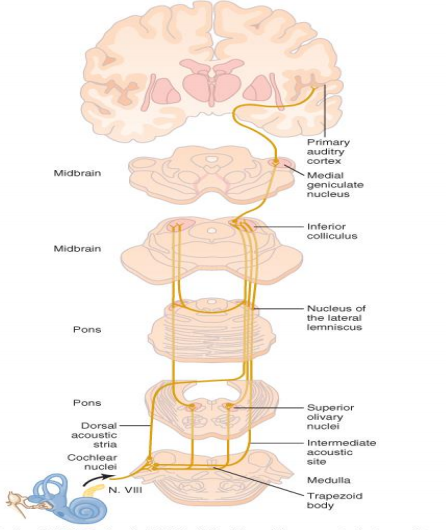 Primary
auditry
cortex
Midbrain
Medial
geniculate
nucleus
Inferior
colliculus
Midbrain
Nucleus of
the lateral
lemniscus
Pons
Pons
Superior
olivary
nuclei
Dorsal
acoustic
stria
Intermediate
acoustic
site
Cochlear
nuclei
Medulla
N. VIII
Trapezoid
body